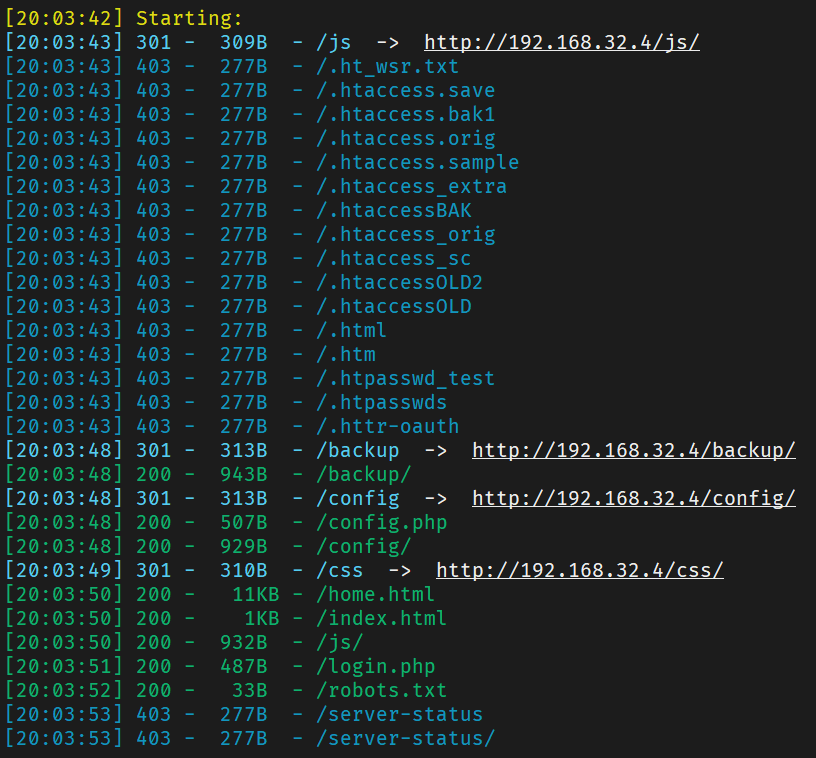 [20:03:42] Starting:
[20:03:43] 301 -  309B  - /js  ->  http://192.168.32.4/js/
[20:03:43] 403 -  277B  - /.ht_wsr.txt
[20:03:43] 403 -  277B  - /.htaccess.save
[20:03:43] 403 -  277B  - /.htaccess.bak1
[20:03:43] 403 -  277B  - /.htaccess.orig
[20:03:43] 403 -  277B  - /.htaccess.sample
[20:03:43] 403 -  277B  - /.htaccess_extra
[20:03:43] 403 -  277B  - /.htaccessBAK
[20:03:43] 403 -  277B  - /.htaccess_orig
[20:03:43] 403 -  277B  - /.htaccess_sc
[20:03:43] 403 -  277B  - /.htaccessOLD2
[20:03:43] 403 -  277B  - /.htaccessOLD
[20:03:43] 403 -  277B  - /.html
[20:03:43] 403 -  277B  - /.htm
[20:03:43] 403 -  277B  - /.htpasswd_test
[20:03:43] 403 -  277B  - /.htpasswds
[20:03:43] 403 -  277B  - /.httr-oauth
[20:03:48] 301 -  313B  - /backup  ->  http://192.168.32.4/backup/
[20:03:48] 200 -  943B  - /backup/
[20:03:48] 301 -  313B  - /config  ->  http://192.168.32.4/config/
[20:03:48] 200 -  507B  - /config.php
[20:03:48] 200 -  929B  - /config/
[20:03:49] 301 -  310B  - /css  ->  http://192.168.32.4/css/
[20:03:50] 200 -   11KB - /home.html
[20:03:50] 200 -    1KB - /index.html
[20:03:50] 200 -  932B  - /js/
[20:03:51] 200 -  487B  - /login.php
[20:03:52] 200 -   33B  - /robots.txt
[20:03:53] 403 -  277B  - /server-status
[20:03:53] 403 -  277B  - /server-status/